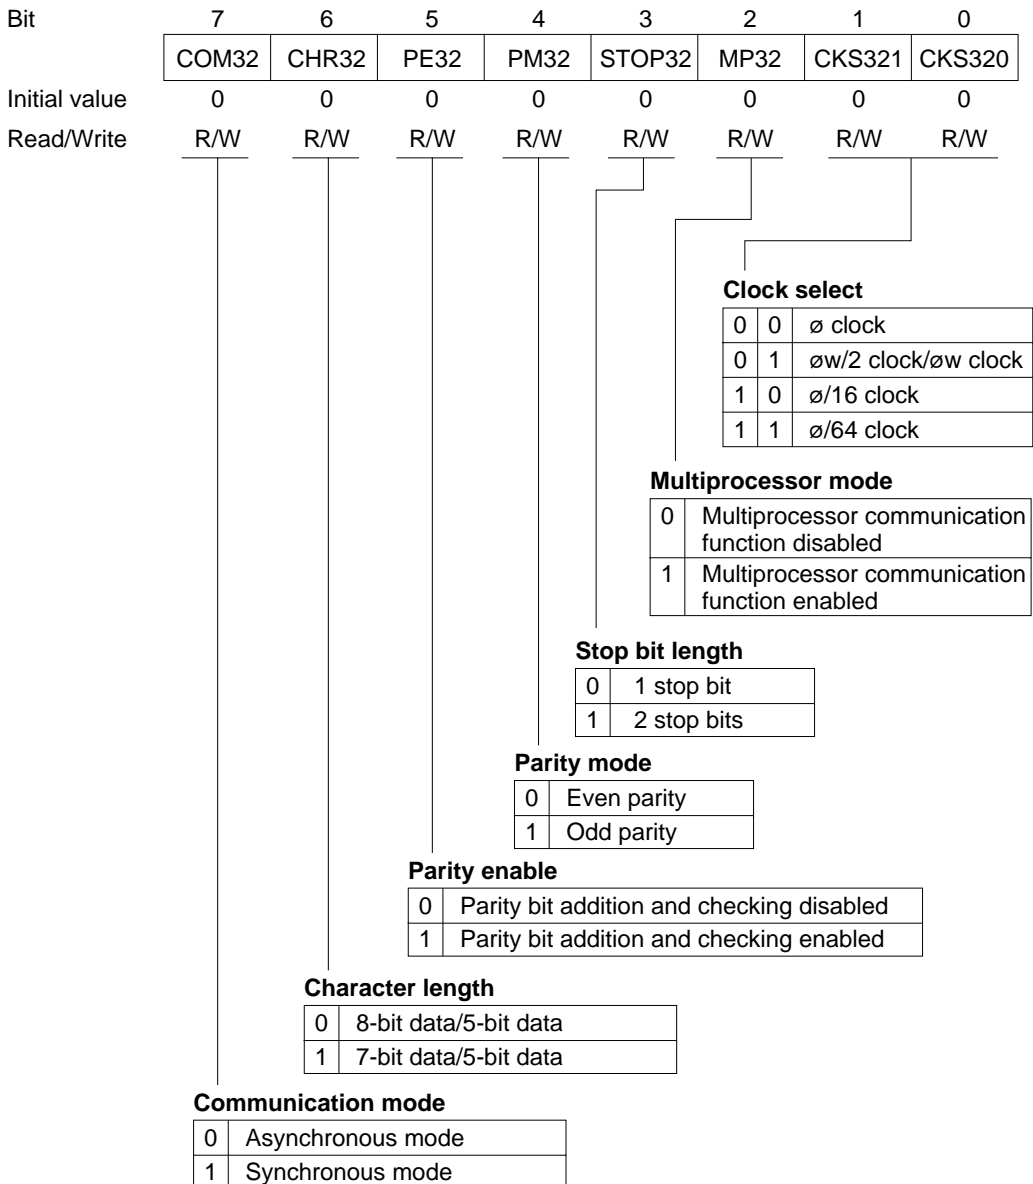 Bit 7 6 5 4 3 2 1 0
COM32 CHR32 PE32 PM32 STOP32 MP32 CKS321 CKS320
Initial value 0 0 0 0 0 0 0 0
Read/Write R/W R/W R/W R/W R/W R/W R/W R/W
Clock select
0 0 ø clock
0 1 øw/2 clock/øw clock
1 0 ø/16 clock
1 1 ø/64 clock
Multiprocessor mode
0 Multiprocessor communication
function disabled
1 Multiprocessor communication
function enabled
Stop bit length
0 1 stop bit
1 2 stop bits
Parity mode
0 Even parity
1 Odd parity
Parity enable
0 Parity bit addition and checking disabled
1 Parity bit addition and checking enabled
Character length
0 8-bit data/5-bit data
1 7-bit data/5-bit data
Communication mode
0 Asynchronous mode
1 Synchronous mode